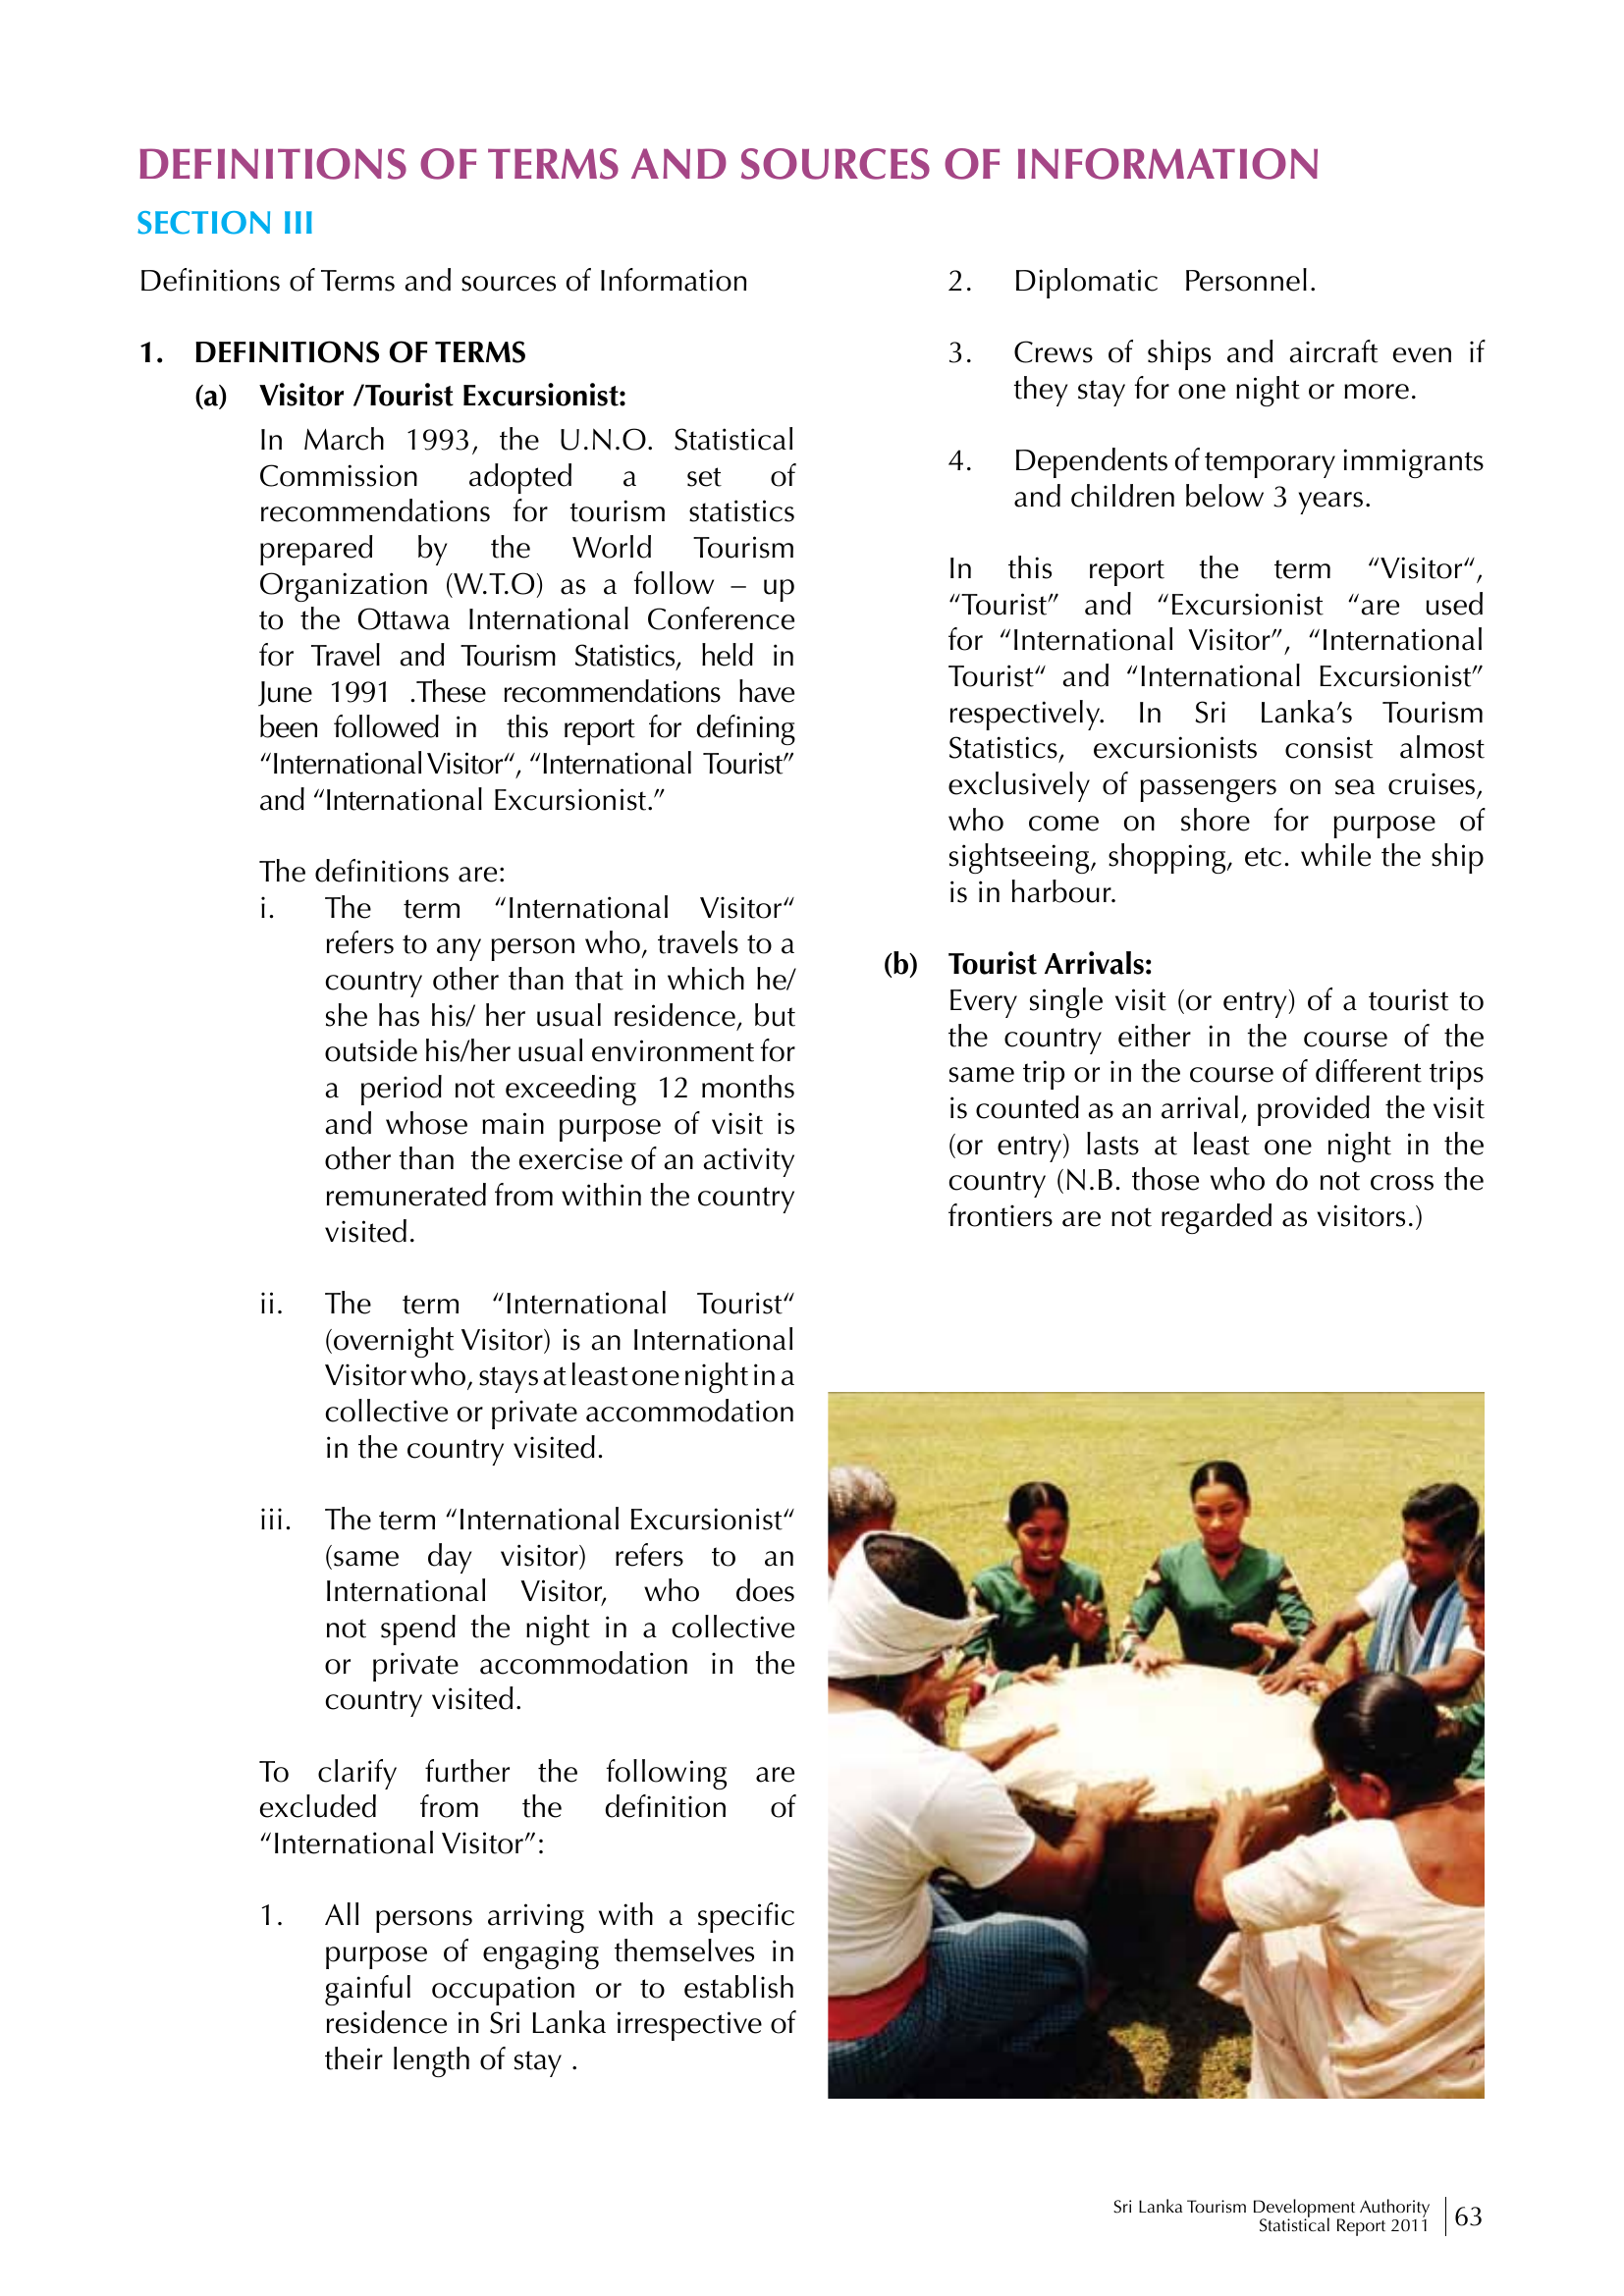 DEFINITIONS OF TERMS AND SOURCES OF INFORMATION
SECTION III
Definitions of Terms and sources of Information
1. DEFINITIONS OF TERMS
(a) Visitor /Tourist Excursionist:
In March 1993, the U.N.O. Statistical
Commission adopted a set of
recommendations for tourism statistics
prepared by the World Tourism
Organization (W.T.O) as a follow – up
to the Ottawa International Conference
for Travel and Tourism Statistics, held in
June 1991 .These recommendations have
been followed in this report for defining
“International Visitor“, “International Tourist”
and “International Excursionist.”
The definitions are:
i. The term “International Visitor“
refers to any person who, travels to a
country other than that in which he/
she has his/ her usual residence, but
outside his/her usual environment for
a period not exceeding 12 months
and whose main purpose of visit is
other than the exercise of an activity
remunerated from within the country
visited.
ii. The term “International Tourist“
(overnight Visitor) is an International
Visitor who, stays at least one night in a
collective or private accommodation
in the country visited.
iii. The term “International Excursionist“
(same day visitor) refers to an
International Visitor, who does
not spend the night in a collective
or private accommodation in the
country visited.
To clarify further the following are
excluded from the definition of
“International Visitor”:
1. All persons arriving with a specific
purpose of engaging themselves in
gainful occupation or to establish
residence in Sri Lanka irrespective of
their length of stay .
2. Diplomatic Personnel.
3. Crews of ships and aircraft even if
they stay for one night or more.
4. Dependents of temporary immigrants
and children below 3 years.
In this report the term “Visitor“,
“Tourist” and “Excursionist “are used
for “International Visitor”, “International
Tourist“ and “International Excursionist”
respectively. In Sri Lanka’s Tourism
Statistics, excursionists consist almost
exclusively of passengers on sea cruises,
who come on shore for purpose of
sightseeing, shopping, etc. while the ship
is in harbour.
(b) Tourist Arrivals:
Every single visit (or entry) of a tourist to
the country either in the course of the
same trip or in the course of different trips
is counted as an arrival, provided the visit
(or entry) lasts at least one night in the
country (N.B. those who do not cross the
frontiers are not regarded as visitors.)
Sri Lanka Tourism Development Authority
Statistical Report 2011
63